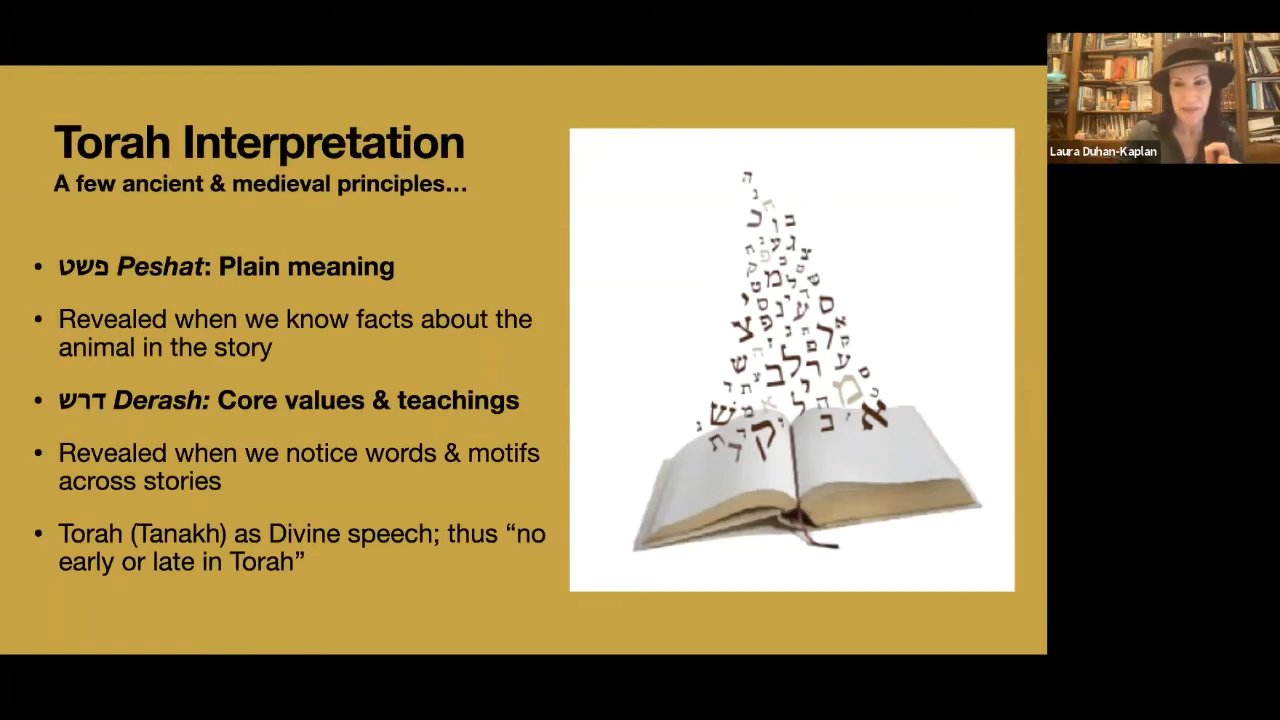 Torah Interpretation
A few ancient & medieval principles…
• פשט Peshat: Plain meaning
• Revealed when we know facts about the
animal in the story
• דרש Derash: Core values & teachings
• Revealed when we notice words & motifs
across stories
• Torah (Tanakh) as Divine speech; thus “no
early or late in Torah”
Laura Duhan-Kaplan